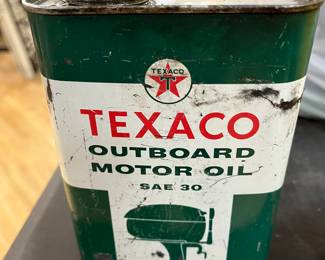 TEXACO
T
TEXACO
OUTBOARD
MOTOR OIL
SAE 30